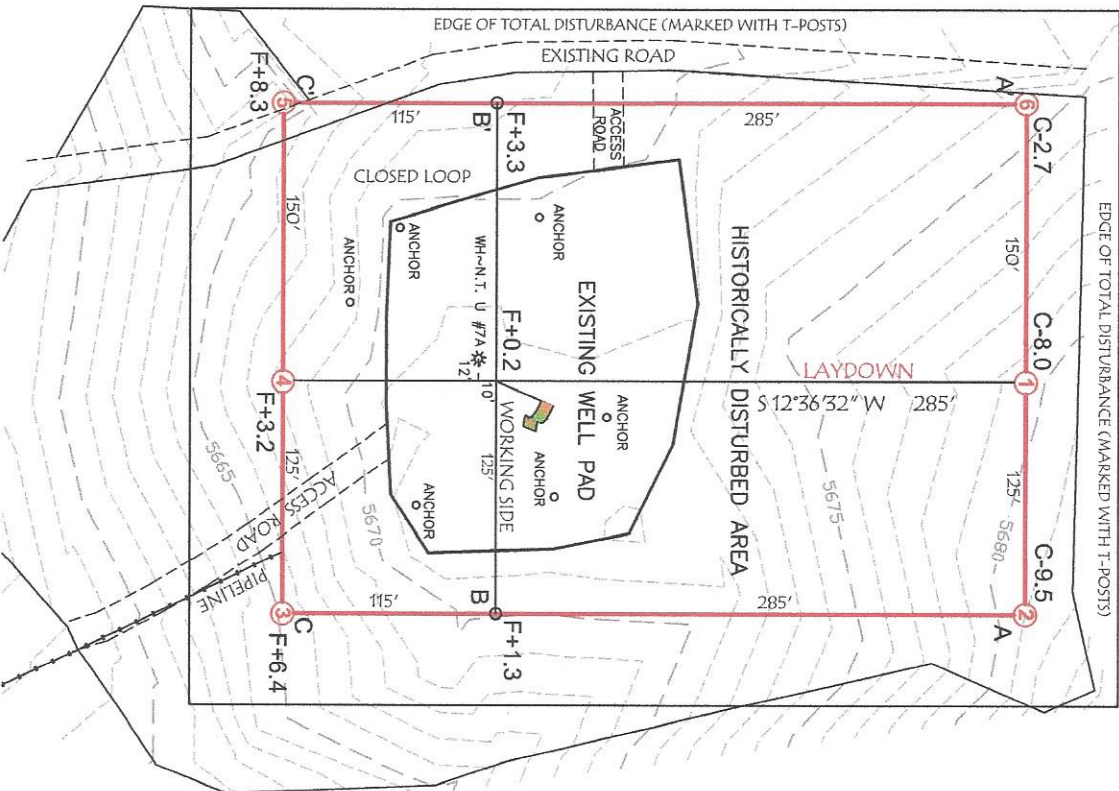 EDGE OF TOTAL DISTURBANCE (MARKED WITH T-POSTS)
EXISTING ROAD
EDGE OF TOTAL DISTURBANCE (MARKED WITH T-POSTS)
A'
6
C-2.7
150'
C-8.0
1
125'
C-9.5
2
A
285'
ACCESS
ROAD
LAYDOWN
S 12°36'32" W 285'
5680
5675
285'
HISTORICALLY DISTURBED AREA
EXISTING WELL PAD
ANCHOR
ANCHOR
ANCHOR
F+3.3
B'
F+0.2
WH~N.T. U #7A
12'
10'
WORKING SIDE
125'
B
F+1.3
CLOSED LOOP
ANCHOR
ANCHOR
ANCHOR
115'
115'
5670
5665
C'
5
F+8.3
150'
4
F+3.2
125'
3
C
F+6.4
ACCESS ROAD
PIPELINE